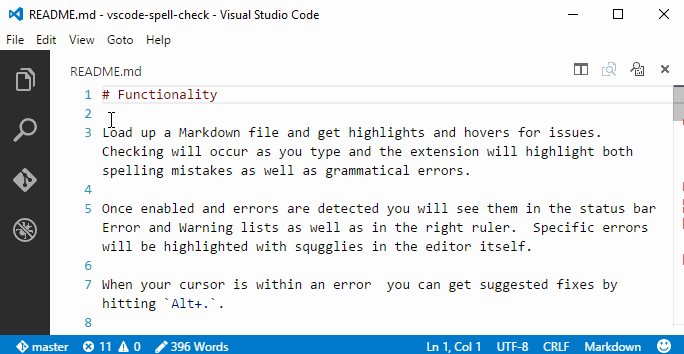 README.md - vscode-spell-check - Visual Studio Code
File Edit View Goto Help
README.md
1 # Functionality
2
3 Load up a Markdown file and get highlights and hovers for issues.
Checking will occur as you type and the extension will highlight both
spelling mistakes as well as grammatical errors.
4
5 Once enabled and errors are detected you will see them in the status bar
Error and Warning lists as well as in the right ruler.  Specific errors
will be highlighted with squgglies in the editor itself.
6
7 When your cursor is within an error  you can get suggested fixes by
hitting `Alt+.`.
8
master 11 0 396 Words Ln 1, Col 1 UTF-8 CRLF Markdown